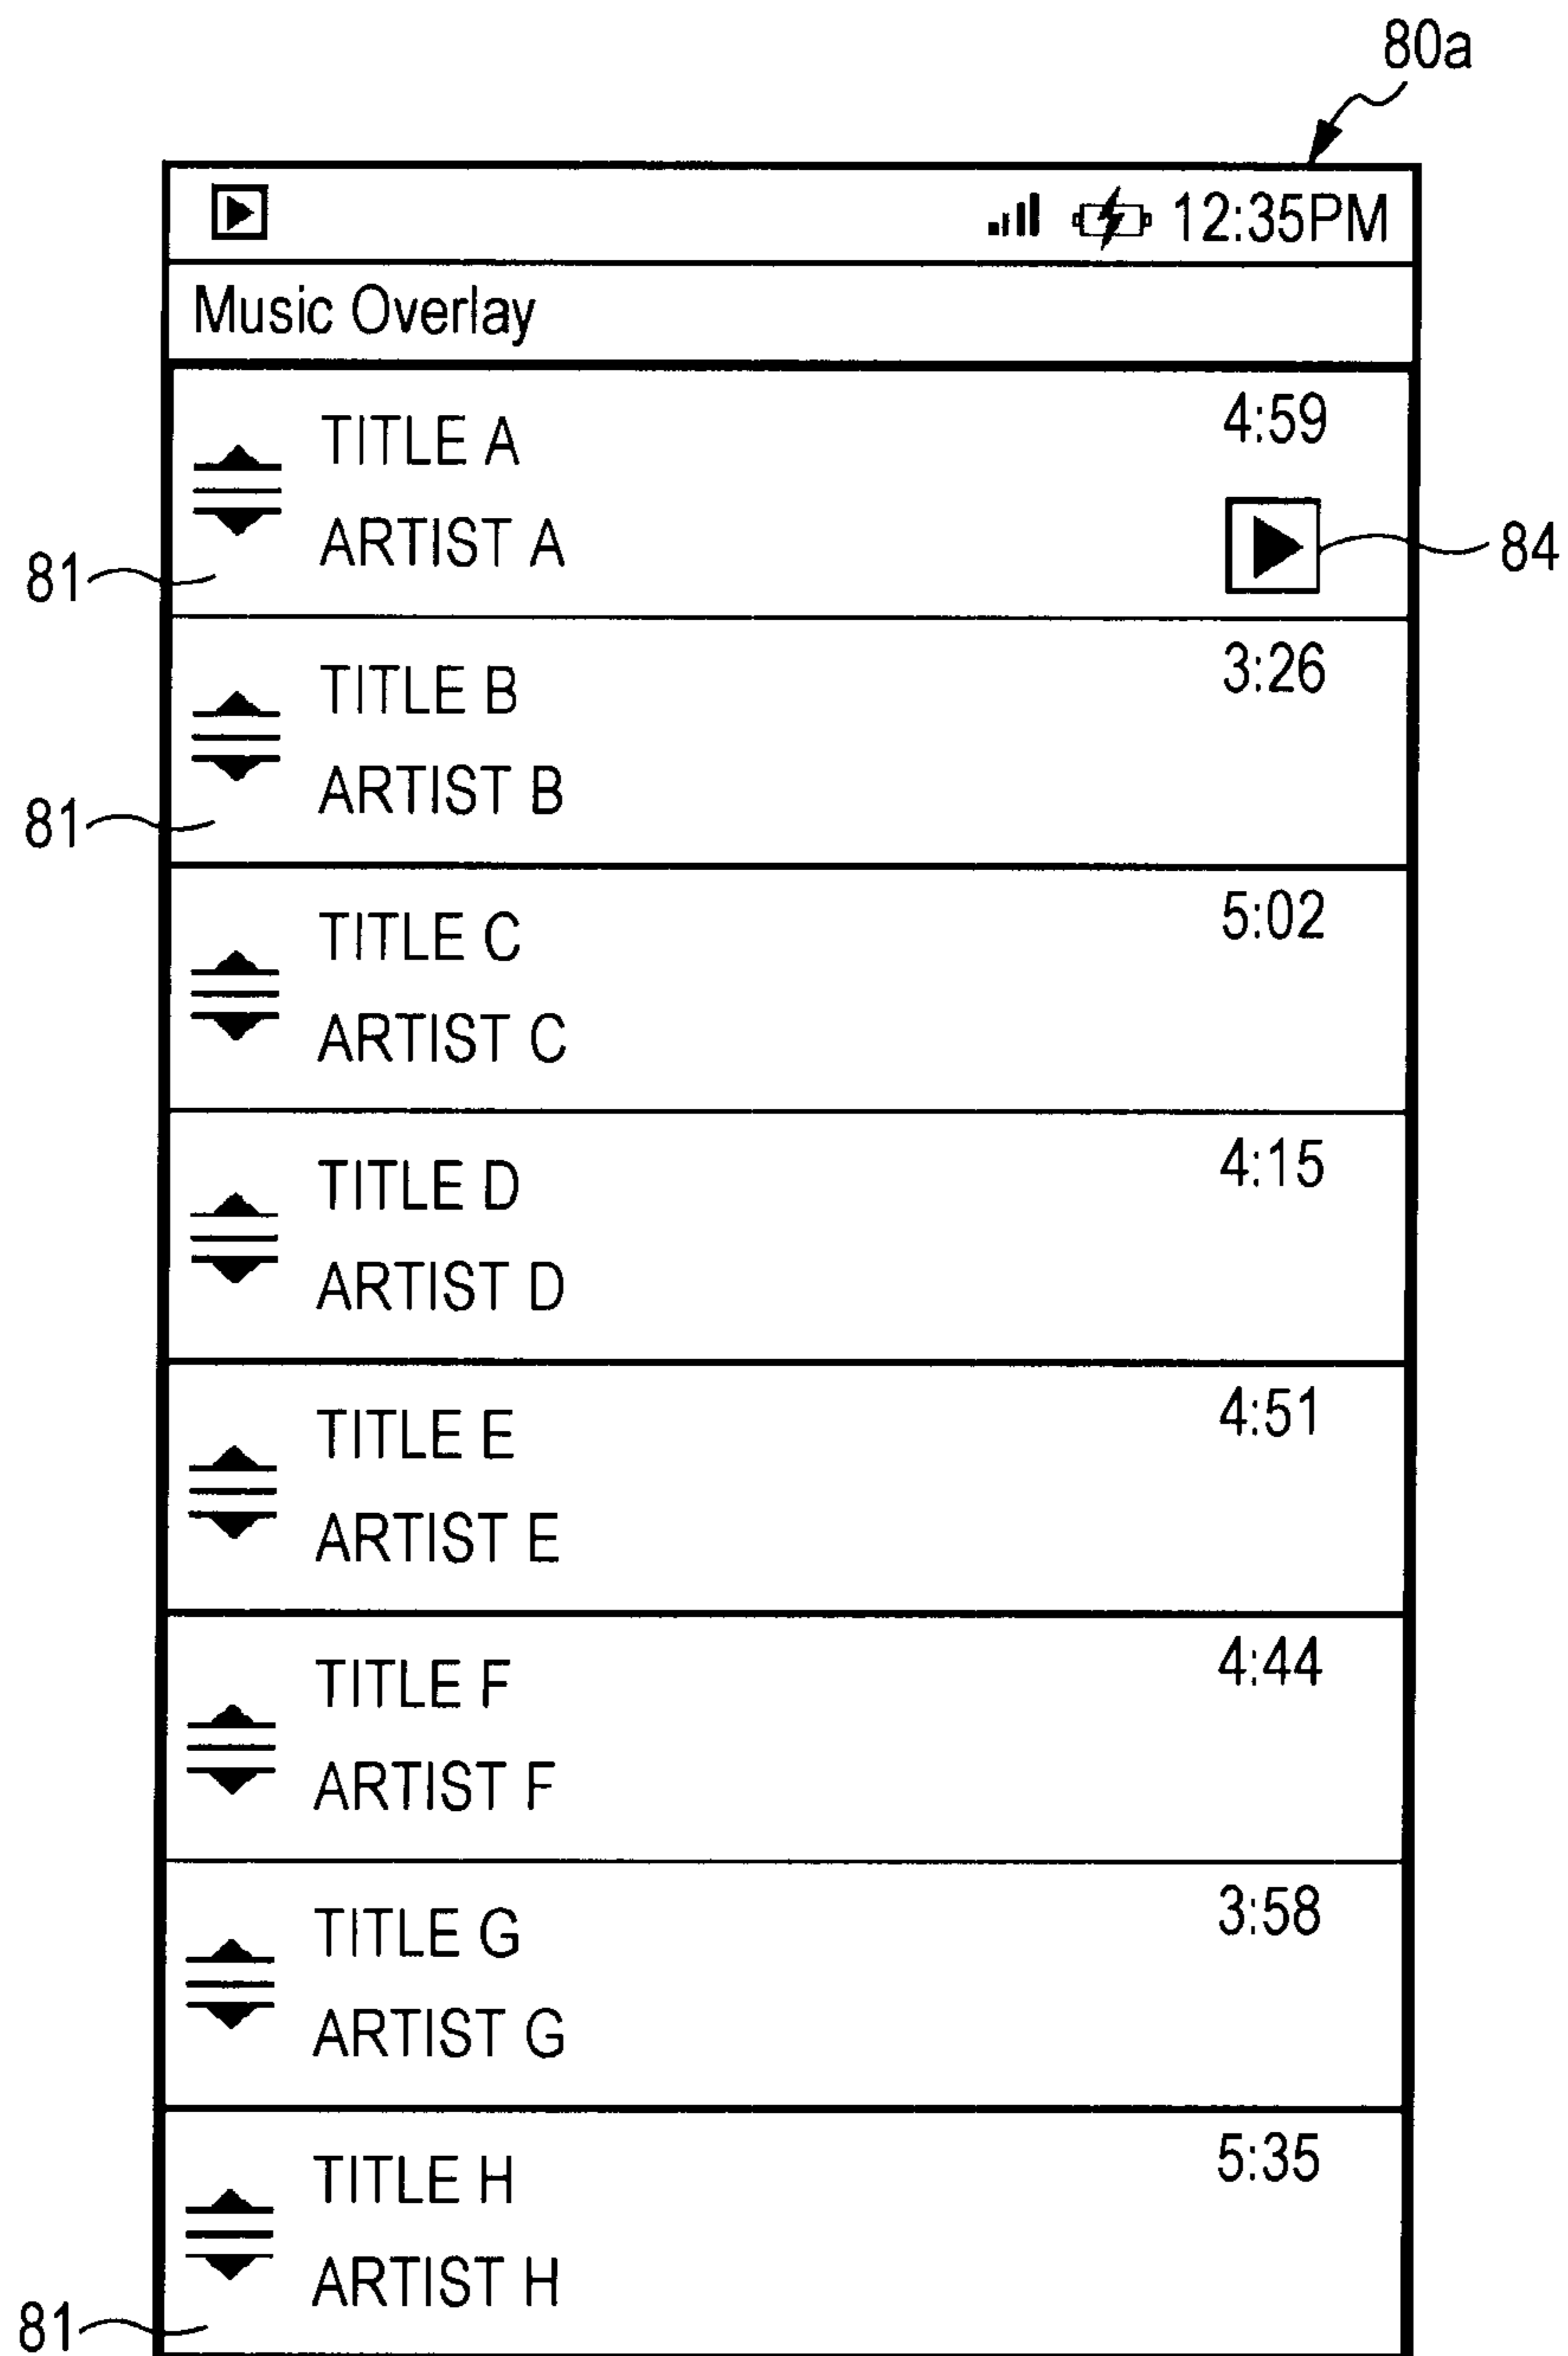 80a
12:35PM
Music Overlay
TITLE A
4:59
ARTIST A
81
84
TITLE B
3:26
ARTIST B
81
TITLE C
5:02
ARTIST C
TITLE D
4:15
ARTIST D
TITLE E
4:51
ARTIST E
TITLE F
4:44
ARTIST F
TITLE G
3:58
ARTIST G
TITLE H
5:35
ARTIST H
81